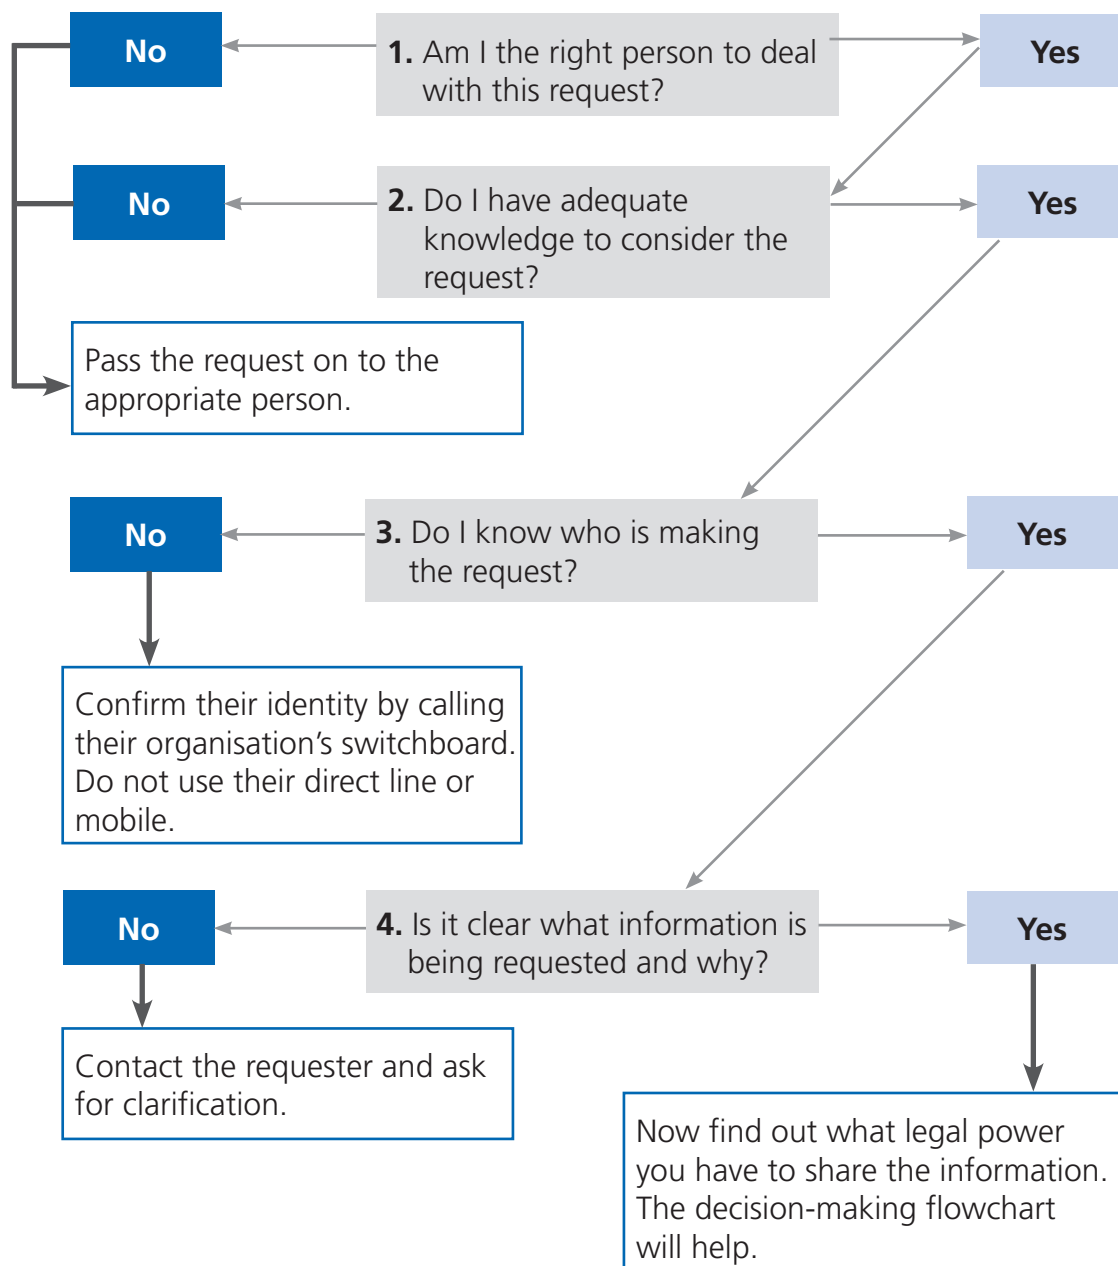 No
1. Am I the right person to deal
with this request?
Yes
No
2. Do I have adequate
knowledge to consider the
request?
Yes
Pass the request on to the
appropriate person.
No
3. Do I know who is making
the request?
Yes
Confirm their identity by calling
their organisation’s switchboard.
Do not use their direct line or
mobile.
No
4. Is it clear what information is
being requested and why?
Yes
Contact the requester and ask
for clarification.
Now find out what legal power
you have to share the information.
The decision-making flowchart
will help.